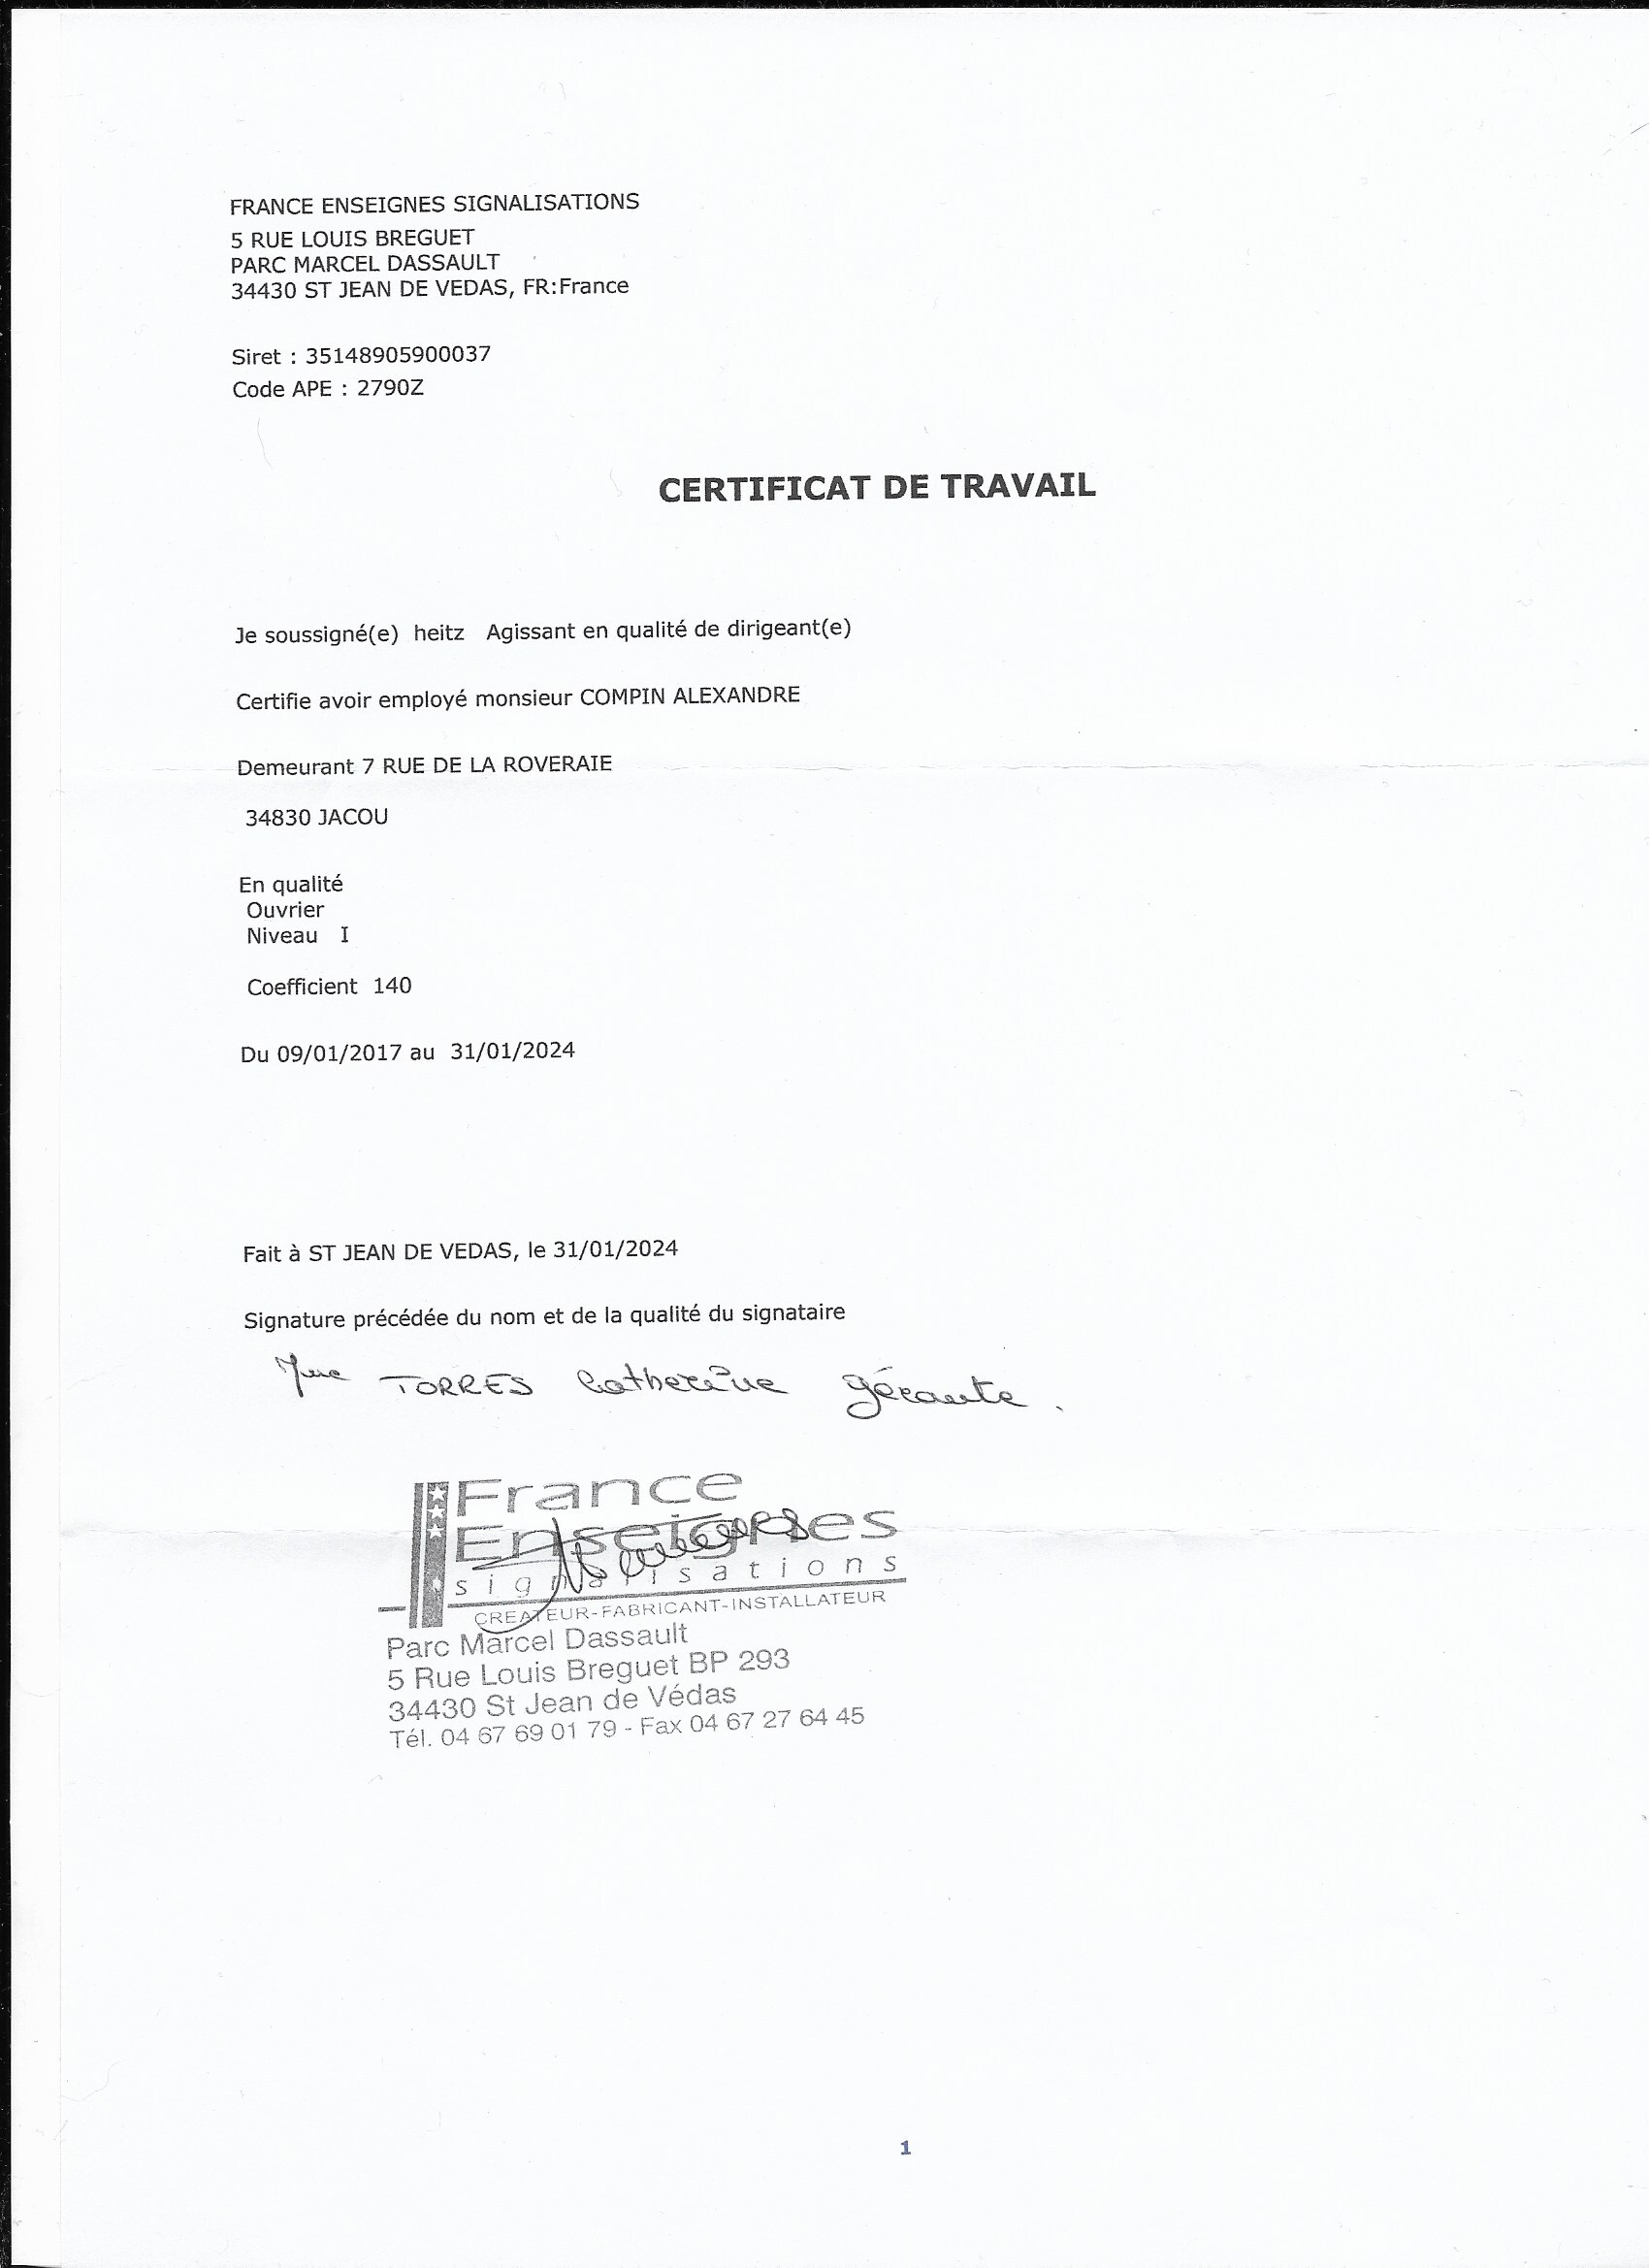 FRANCE ENSEIGNES SIGNALISATIONS
5 RUE LOUIS BREGUET
PARC MARCEL DASSAULT
34430 ST JEAN DE VEDAS, FR:France
Siret : 35148905900037
Code APE : 2790Z
CERTIFICAT DE TRAVAIL
Je soussigné(e) heitz Agissant en qualité de dirigeant(e)
Certifie avoir employé monsieur COMPIN ALEXANDRE
Demeurant 7 RUE DE LA ROVERAIE
34830 JACOU
En qualité
Ouvrier
Niveau I
Coefficient 140
Du 09/01/2017 au 31/01/2024
Fait à ST JEAN DE VEDAS, le 31/01/2024
Signature précédée du nom et de la qualité du signataire
Mme TORRES Catherine gérante.
France
Enseignes
signalisations
CREATEUR-FABRICANT-INSTALLATEUR
Parc Marcel Dassault
5 Rue Louis Breguet BP 293
34430 St Jean de Védas
Tél. 04 67 69 01 79 - Fax 04 67 27 64 45
1